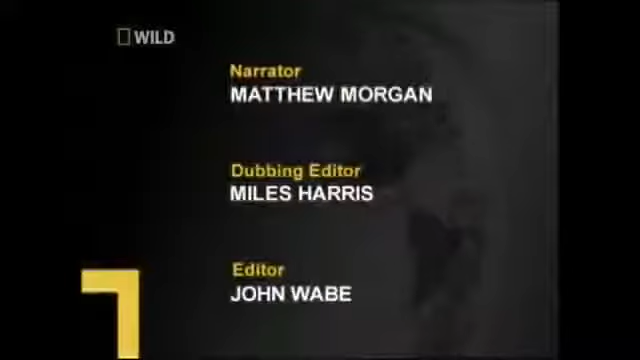 WILD
Narrator
MATTHEW MORGAN
Dubbing Editor
MILES HARRIS
Editor
JOHN WABE